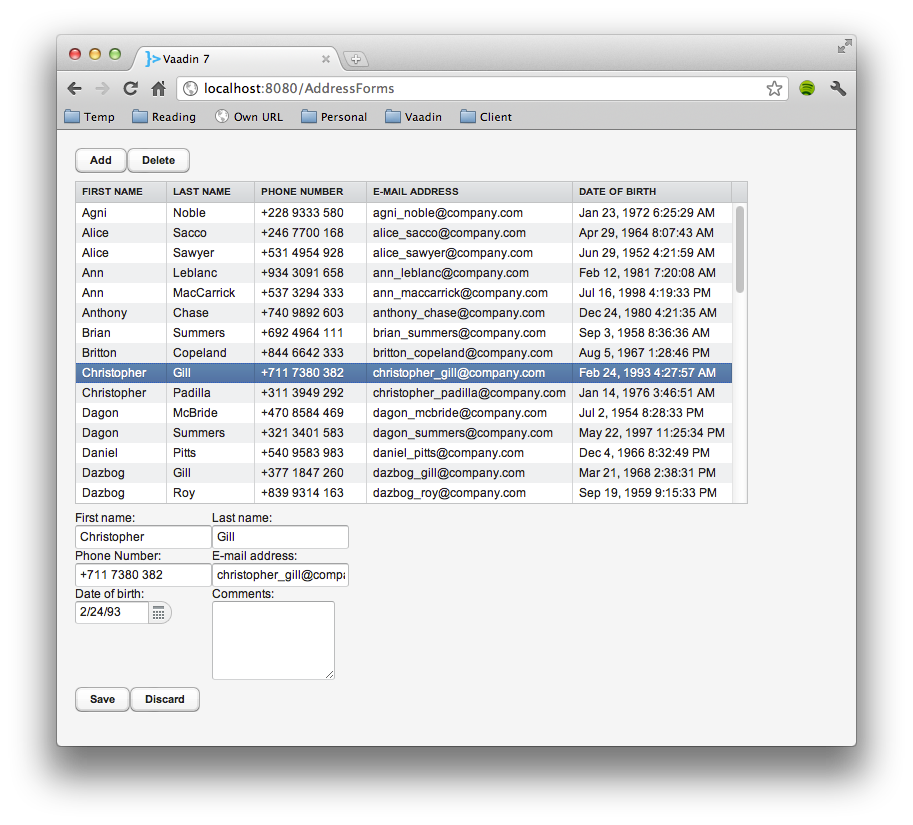 Vaadin 7
localhost:8080/AddressForms
Temp Reading Own URL Personal Vaadin Client
Add Delete
FIRST NAME LAST NAME PHONE NUMBER E-MAIL ADDRESS DATE OF BIRTH
Agni Noble +228 9333 580 agni_noble@company.com Jan 23, 1972 6:25:29 AM
Alice Sacco +246 7700 168 alice_sacco@company.com Apr 29, 1964 8:07:43 AM
Alice Sawyer +531 4954 928 alice_sawyer@company.com Jun 29, 1952 4:21:59 AM
Ann Leblanc +934 3091 658 ann_leblanc@company.com Feb 12, 1981 7:20:08 AM
Ann MacCarrick +537 3294 333 ann_maccarrick@company.com Jul 16, 1998 4:19:33 PM
Anthony Chase +740 9892 603 anthony_chase@company.com Dec 24, 1980 4:21:35 AM
Brian Summers +692 4964 111 brian_summers@company.com Sep 3, 1958 8:36:36 AM
Britton Copeland +844 6642 333 britton_copeland@company.com Aug 5, 1967 1:28:46 PM
Christopher Gill +711 7380 382 christopher_gill@company.com Feb 24, 1993 4:27:57 AM
Christopher Padilla +311 3949 292 christopher_padilla@company.com Jan 14, 1976 3:46:51 AM
Dagon McBride +470 8584 469 dagon_mcbride@company.com Jul 2, 1954 8:28:33 PM
Dagon Summers +321 3401 583 dagon_summers@company.com May 22, 1997 11:25:34 PM
Daniel Pitts +540 9583 983 daniel_pitts@company.com Dec 4, 1966 8:32:49 PM
Dazbog Gill +377 1847 260 dazbog_gill@company.com Mar 21, 1968 2:38:31 PM
Dazbog Roy +839 9314 163 dazbog_roy@company.com Sep 19, 1959 9:15:33 PM
First name: Last name:
Christopher Gill
Phone Number: E-mail address:
+711 7380 382 christopher_gill@compa
Date of birth: Comments:
2/24/93
Save Discard